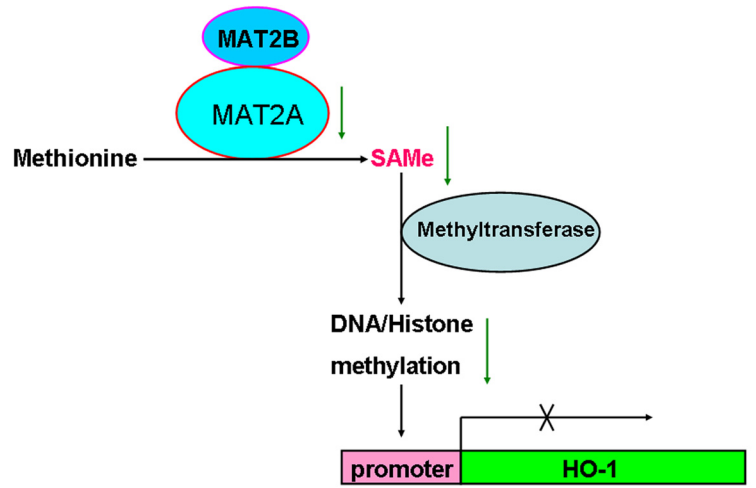 MAT2B
MAT2A
Methionine
SAMe
Methyltransferase
DNA/Histone
methylation
promoter
HO-1